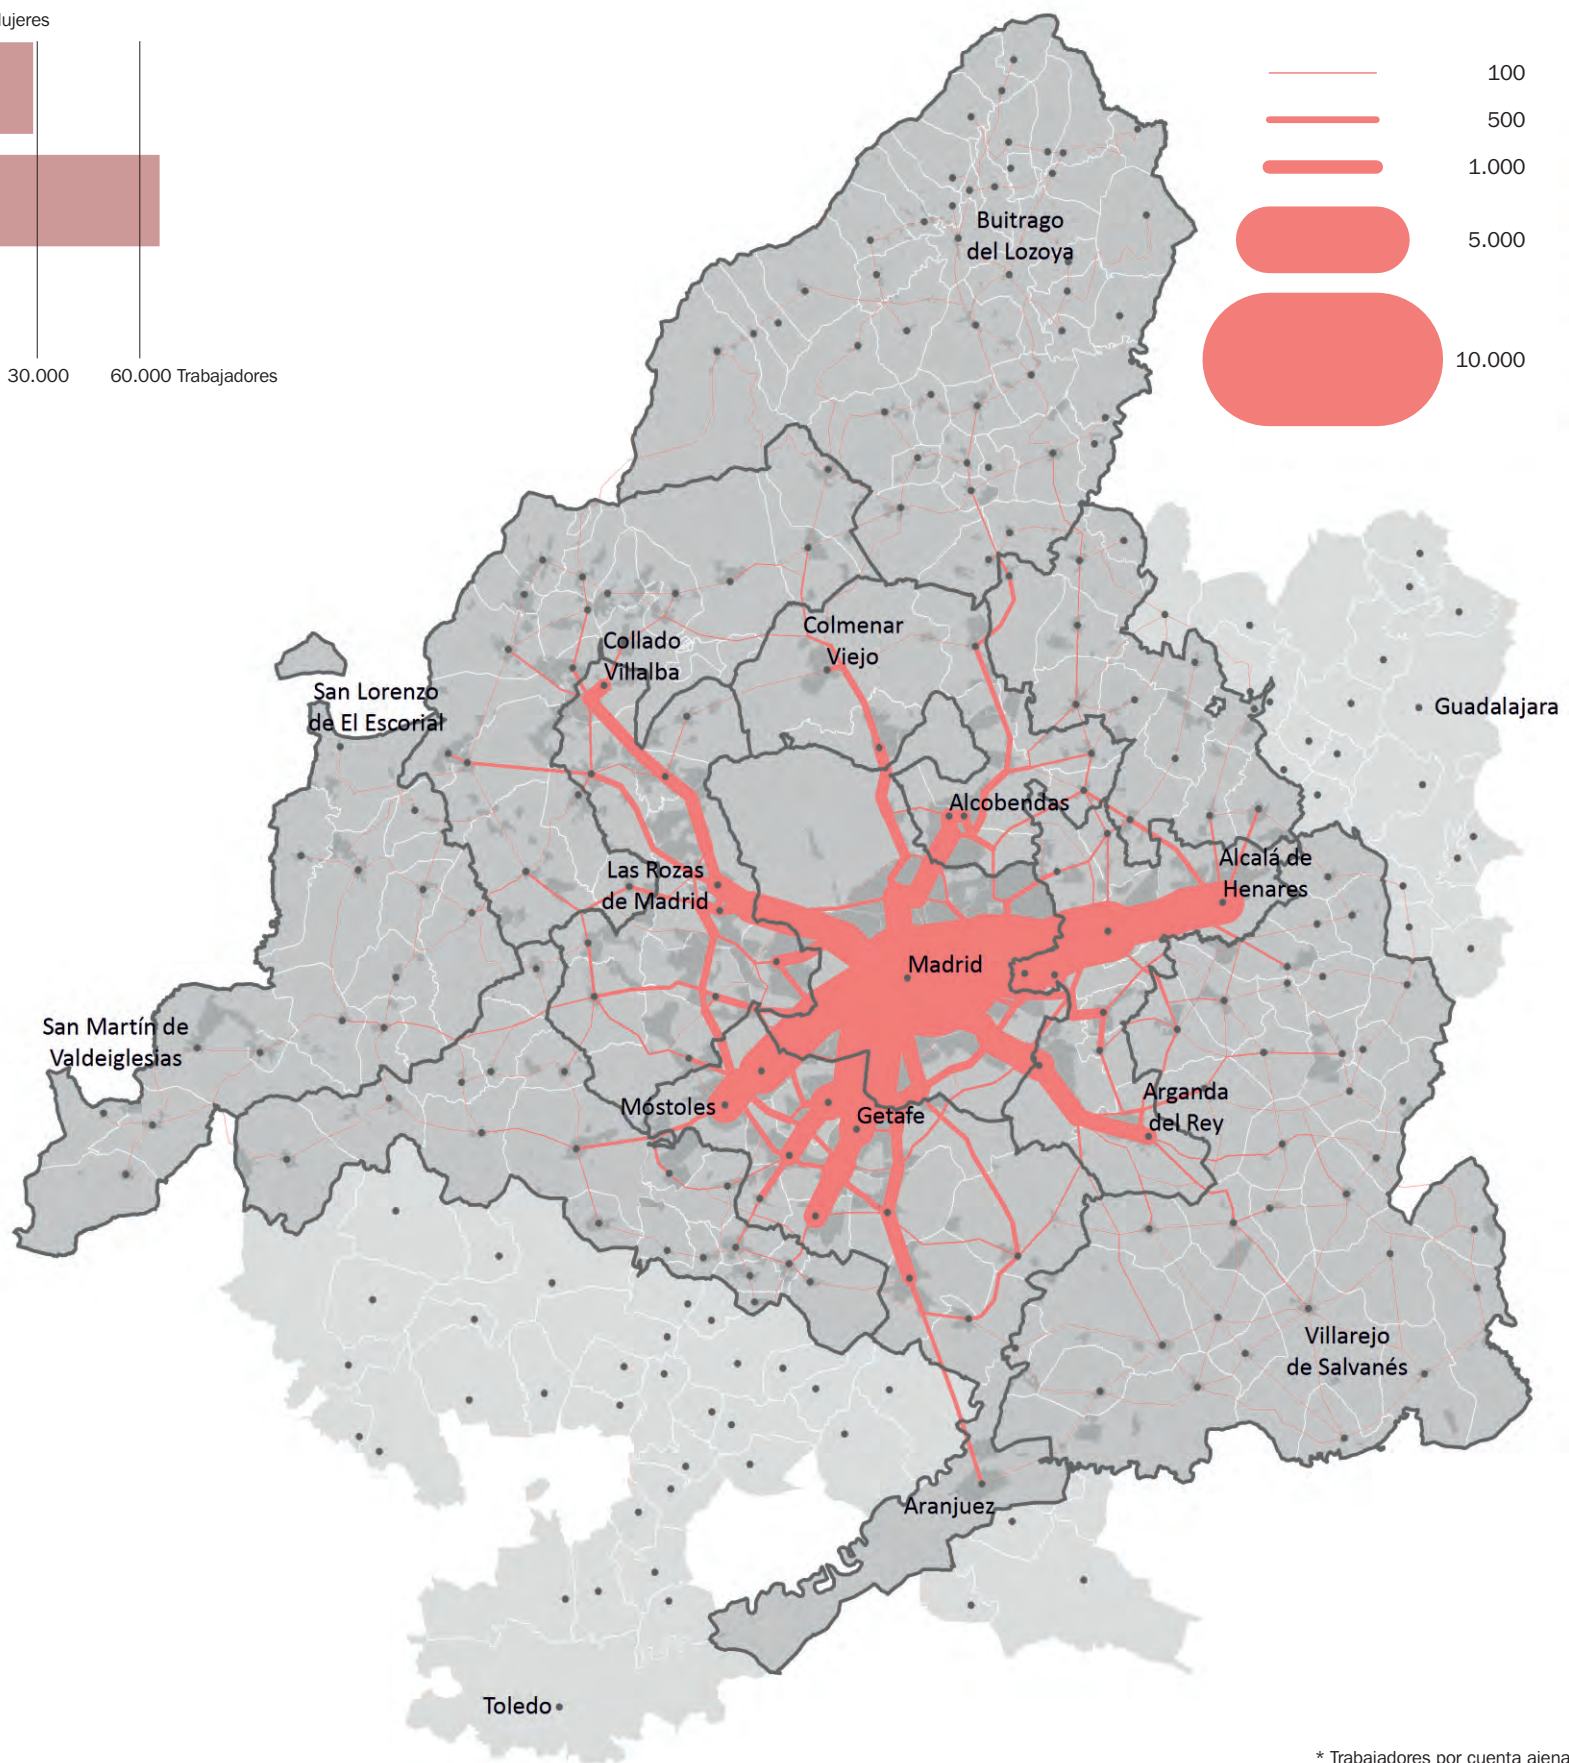 100
500
1.000
5.000
10.000
30.000
60.000 Trabajadores
Buitrago
del Lozoya
Colmenar
Viejo
Collado
Villalba
San Lorenzo
de El Escorial
Guadalajara
Alcobendas
Las Rozas
de Madrid
Alcalá de
Henares
Madrid
San Martín de
Valdeiglesias
Móstoles
Getafe
Arganda
del Rey
Villarejo
de Salvanés
Aranjuez
Toledo
* Trabajadores por cuenta ajena